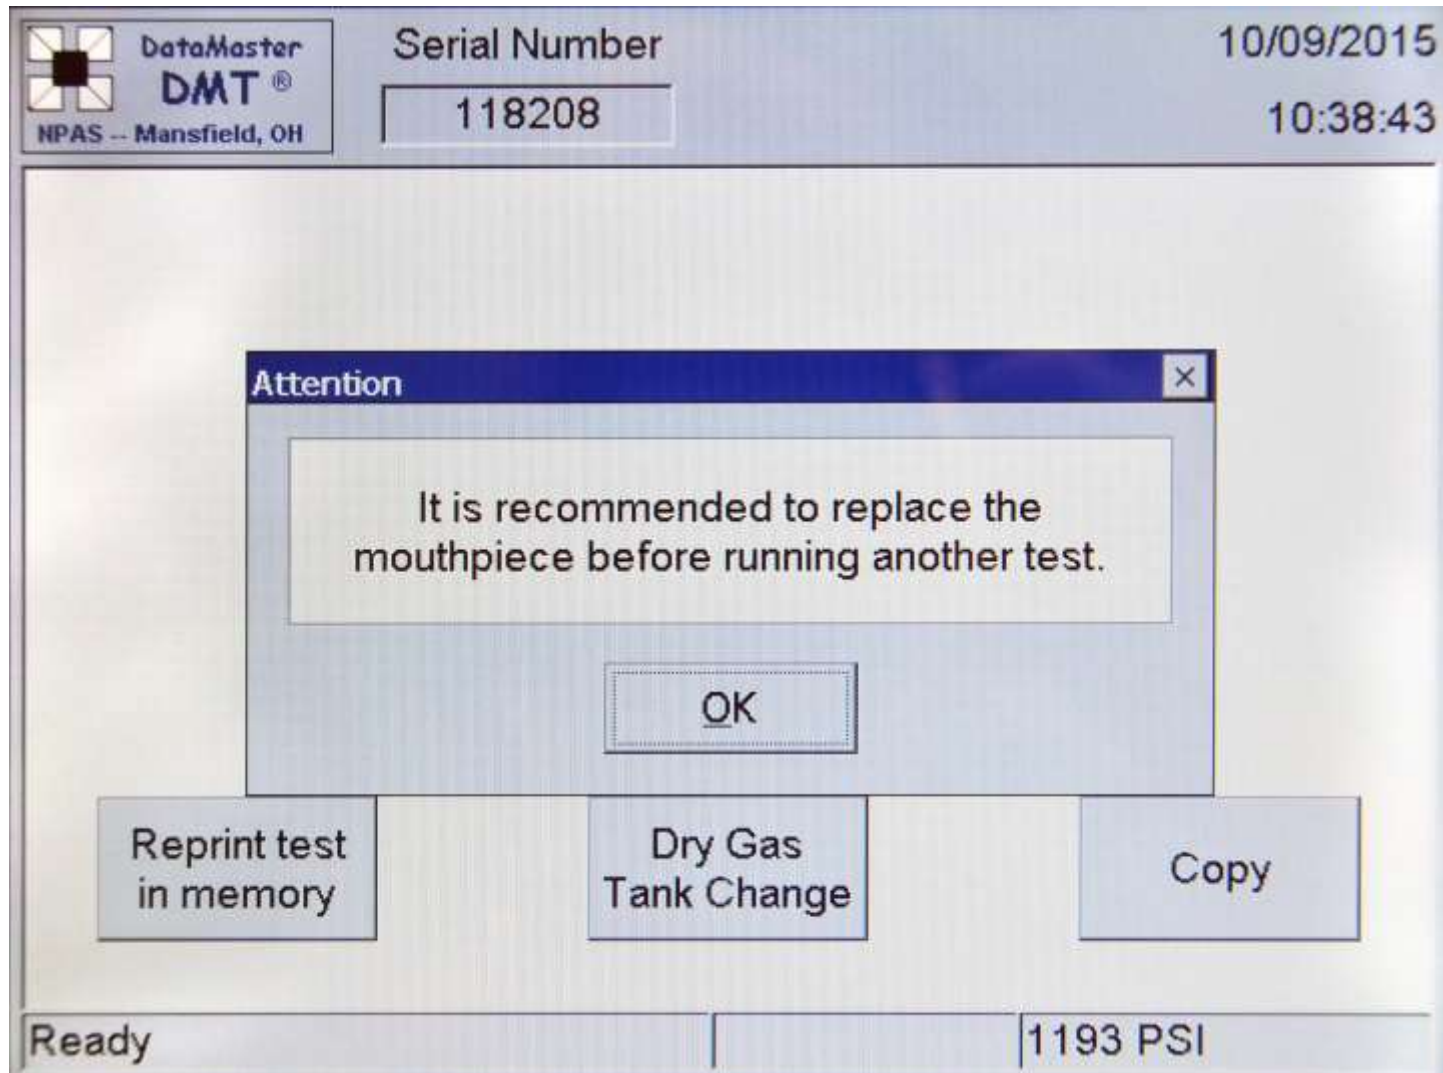 DataMaster
DMT ®
NPAS -- Mansfield, OH
Serial Number
118208
10/09/2015
10:38:43
Attention
It is recommended to replace the
mouthpiece before running another test.
OK
Reprint test
in memory
Dry Gas
Tank Change
Copy
Ready
1193 PSI